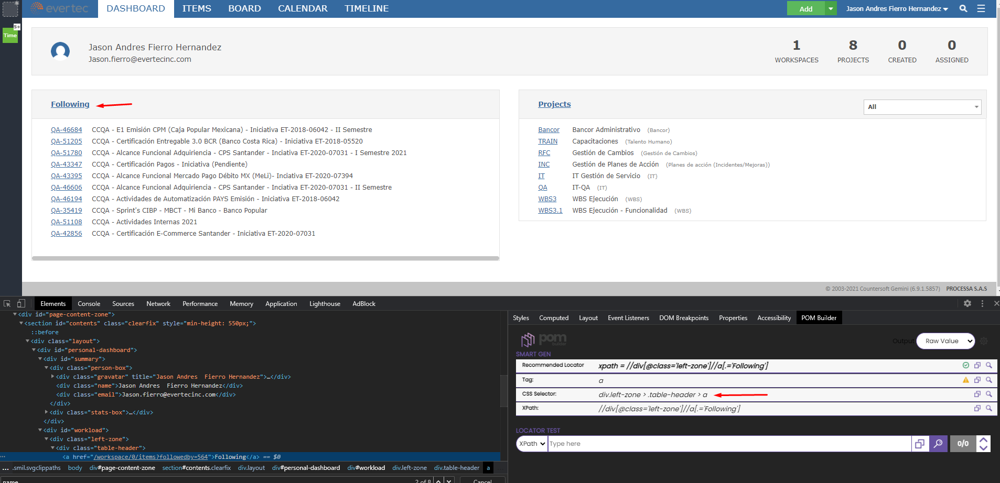 evertec DASHBOARD ITEMS BOARD CALENDAR TIMELINE Add Jason Andres Fierro Hernandez
5+
Time
Jason Andres Fierro Hernandez
Jason.fierro@evertecinc.com
1 8 0 0
WORKSPACES PROJECTS CREATED ASSIGNED
Following
QA-46684 CCQA - E1 Emisión CPM (Caja Popular Mexicana) - Iniciativa ET-2018-06042 - II Semestre
QA-51205 CCQA - Certificación Entregable 3.0 BCR (Banco Costa Rica) - Iniciativa ET-2018-05520
QA-51780 CCQA - Alcance Funcional Adquiriencia - CPS Santander - Inciativa ET-2020-07031 - I Semestre 2021
QA-43347 CCQA - Certificación Pagos - Iniciativa (Pendiente)
QA-43395 CCQA - Alcance Funcional Mercado Pago Débito MX (MeLi)- Inciativa ET-2020-07394
QA-46606 CCQA - Alcance Funcional Adquiriencia - CPS Santander - Inciativa ET-2020-07031 - II Semestre
QA-46194 CCQA - Actividades de Automatización PAYS Emisión - Iniciativa ET-2018-06042
QA-35419 CCQA - Sprint's CIBP - MBCT - Mi Banco - Banco Popular
QA-51108 CCQA - Actividades Internas 2021
QA-42856 CCQA - Certificación E-Commerce Santander - Iniciativa ET-2020-07031
Projects All
Bancor Bancor Administrativo (Bancor)
TRAIN Capacitaciones (Talento Humano)
RFC Gestión de Cambios (Gestión de Cambios)
INC Gestión de Planes de Acción (Planes de acción (Incidentes/Mejoras))
IT IT Gestión de Servicio (IT)
QA IT-QA (IT)
WBS3 WBS Ejecución (WBS)
WBS3.1 WBS Ejecución - Funcionalidad (WBS)
© 2003-2021 Countersoft Gemini (6.9.1.5857) PROCESSA S.A.S
Elements Console Sources Network Performance Memory Application Lighthouse AdBlock
<div id="page-content-zone">
<section id="contents" class="clearfix" style="min-height: 550px;">
::before
<div class="layout">
<div id="personal-dashboard">
<div id="summary">
<div class="person-box">
<div class="gravatar" title="Jason Andres  Fierro Hernandez">…</div>
<div class="name">Jason Andres  Fierro Hernandez</div>
<div class="email">Jason.fierro@evertecinc.com</div>
</div>
<div class="stats-box">…</div>
</div>
<div id="workload">
<div class="left-zone">
<div class="table-header">
<a href="/workspace/0/items?followedby=564">Following</a> == $0
... .smil.svgclippaths body div#page-content-zone section#contents.clearfix div.layout div#personal-dashboard div#workload div.left-zone div.table-header a
name 2 of 8 Cancel
Styles Computed Layout Event Listeners DOM Breakpoints Properties Accessibility POM Builder
pom
builder
Output Raw Value
SMART GEN
Recommended Locator xpath = //div[@class='left-zone']//a[.='Following']
Tag: a
CSS Selector: div.left-zone > .table-header > a
XPath: //div[@class='left-zone']//a[.='Following']
LOCATOR TEST
XPath Type here 0/0